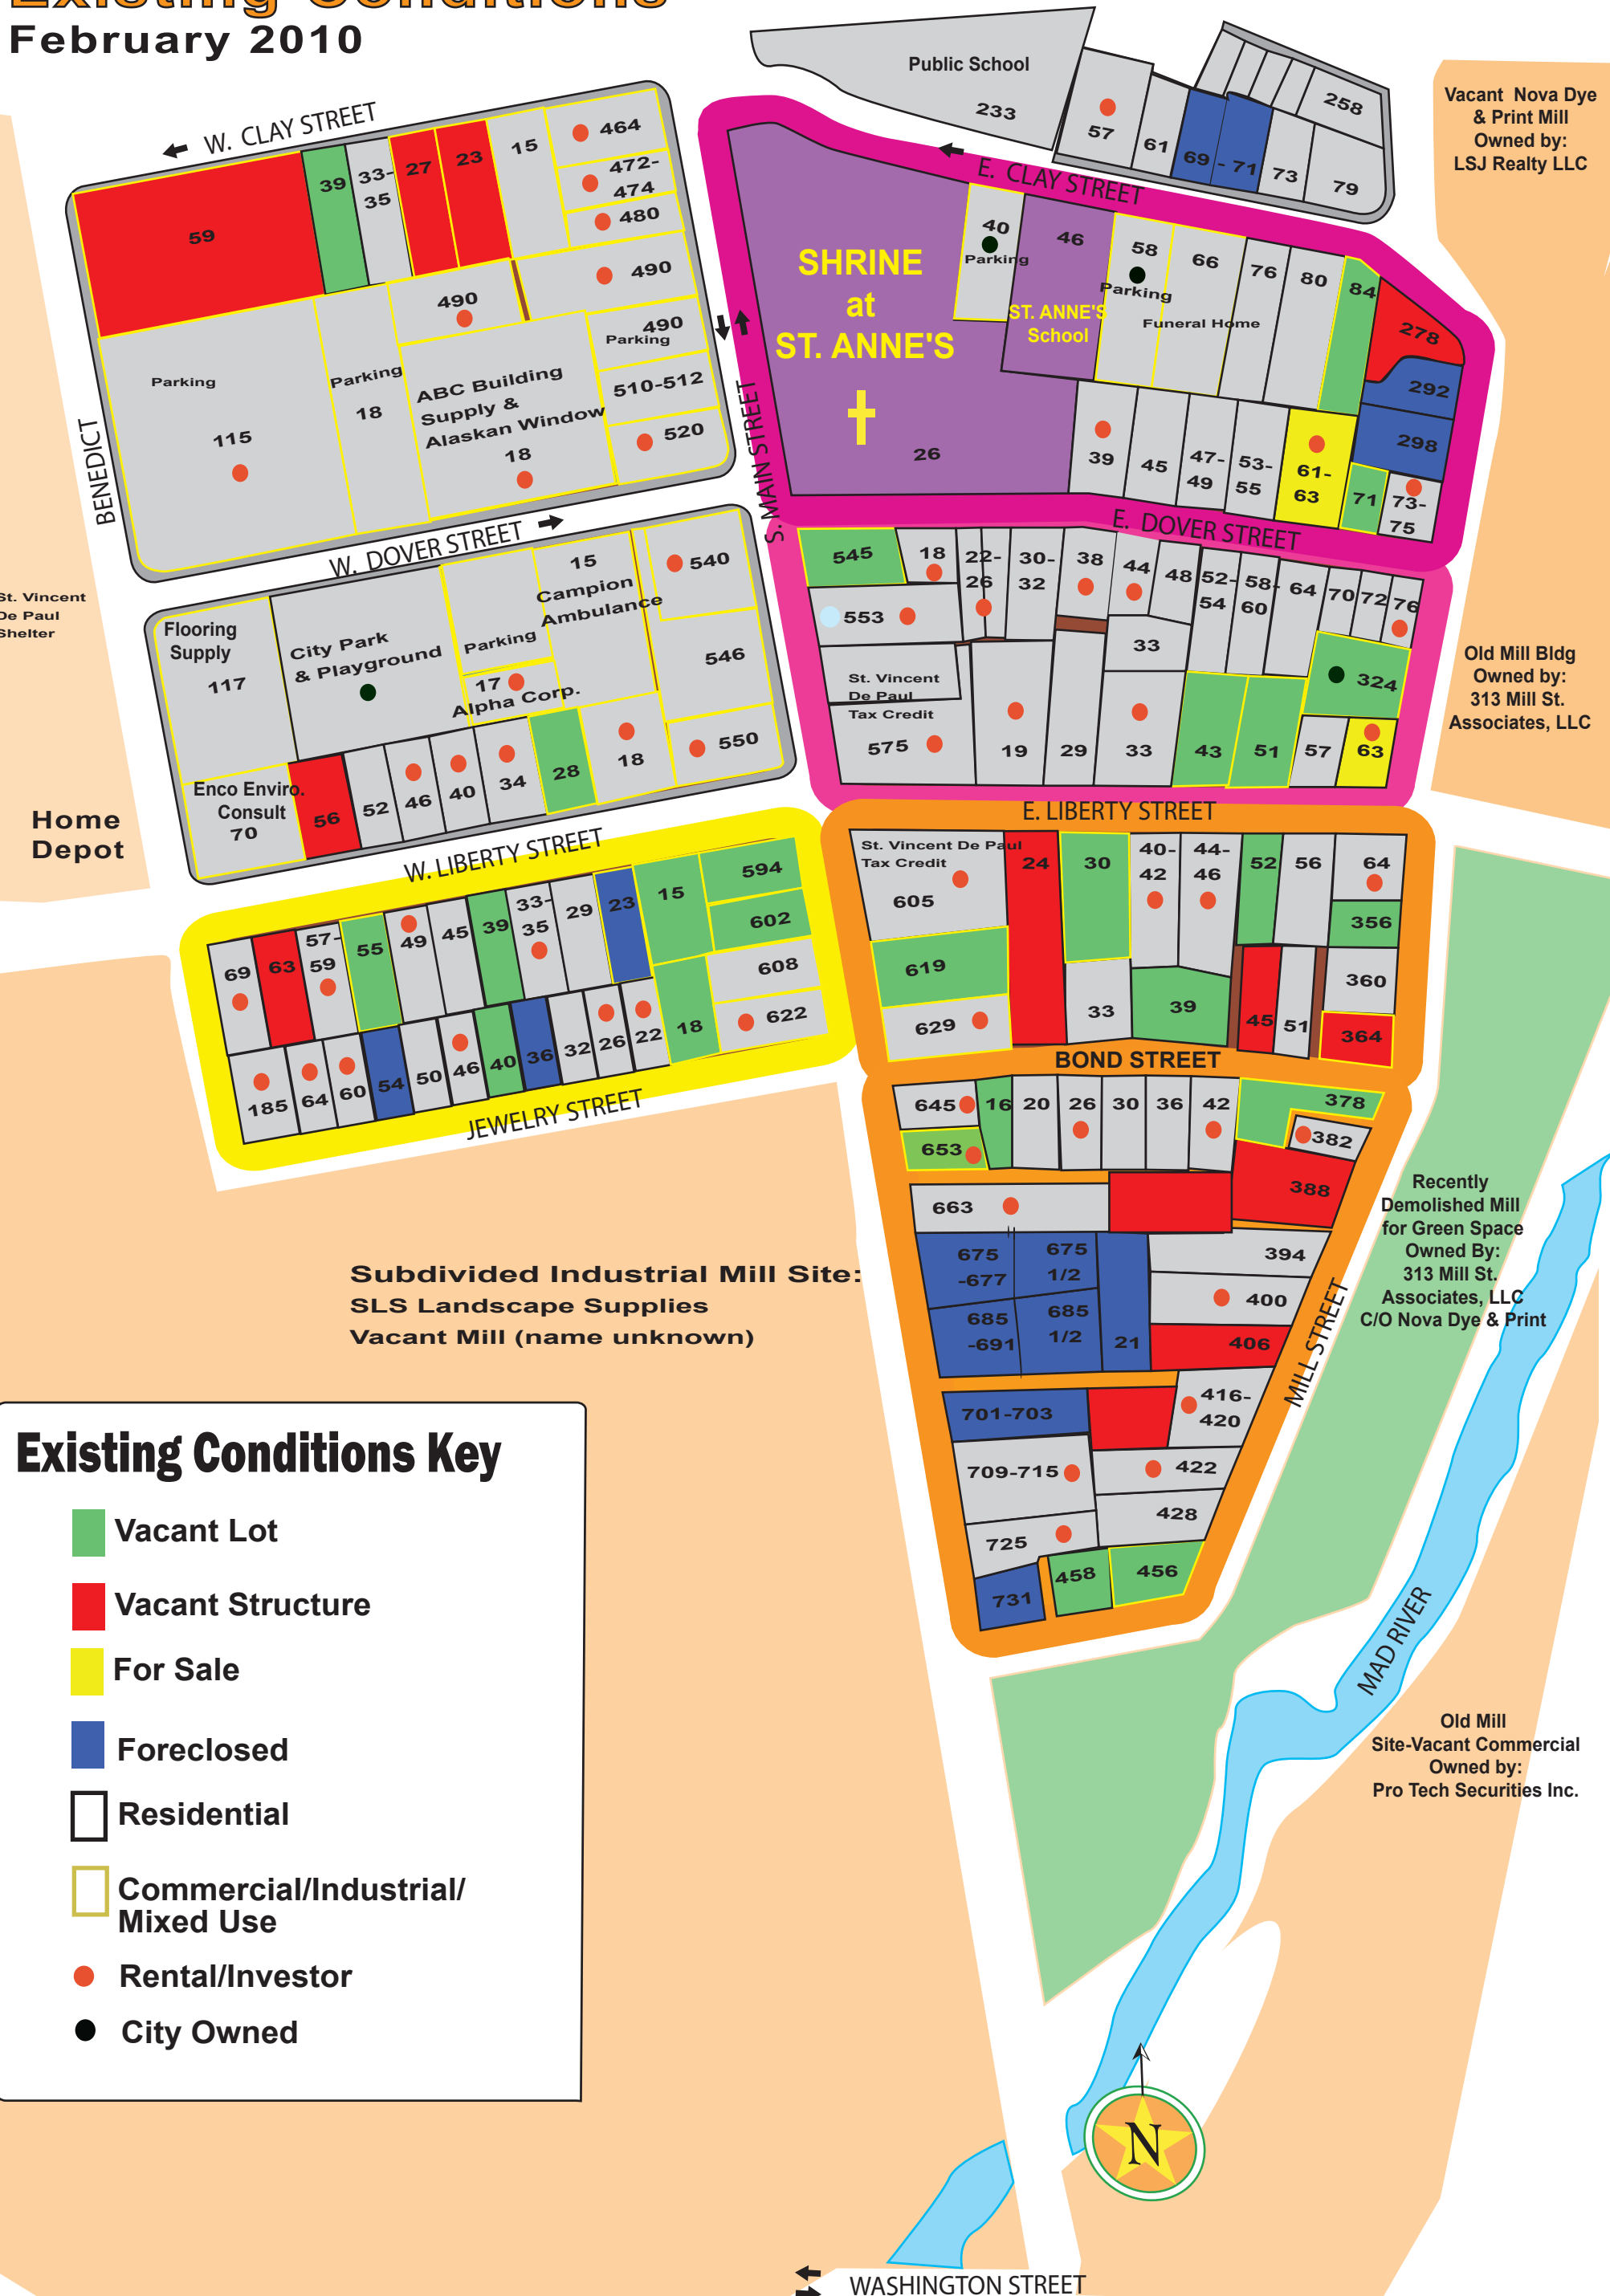 Existing Conditions
February 2010
W. CLAY STREET
59
39
33-
35
27
23
15
464
472-
474
480
490
490
490
Parking
510-512
520
Parking
115
Parking
18
ABC Building
Supply &
Alaskan Window
18
BENEDICT
W. DOVER STREET
S. MAIN STREET
Public School
233
57
61
69 - 71
73
79
258
Vacant Nova Dye
& Print Mill
Owned by:
LSJ Realty LLC
E. CLAY STREET
SHRINE
at
ST. ANNE'S
26
40
Parking
46
ST. ANNE'S
School
58
Parking
66
Funeral Home
76
80
84
278
292
298
39
45
47-
49
53-
55
61-
63
71
73-
75
E. DOVER STREET
St. Vincent
De Paul
Shelter
Flooring
Supply
117
City Park
& Playground
Parking
15
Campion
Ambulance
17
Alpha Corp.
540
546
550
Enco Enviro.
Consult
70
56
52
46
40
34
28
18
Home
Depot
W. LIBERTY STREET
545
18
22-
26
30-
32
38
44
48
52-
54
58-
60
64
70
72
76
553
St. Vincent
De Paul
Tax Credit
575
19
29
33
33
43
51
57
63
324
Old Mill Bldg
Owned by:
313 Mill St.
Associates, LLC
E. LIBERTY STREET
69
63
57-
59
55
49
45
39
33-
35
29
23
15
594
602
608
622
185
64
60
54
50
46
40
36
32
26
22
18
JEWELRY STREET
St. Vincent De Paul
Tax Credit
605
619
629
24
30
33
40-
42
44-
46
39
52
56
64
356
360
364
45
51
BOND STREET
645
653
16
20
26
30
36
42
378
382
388
663
675
-677
675
1/2
685
-691
685
1/2
21
394
400
406
701-703
416-
420
709-715
422
428
725
731
458
456
MILL STREET
Recently
Demolished Mill
for Green Space
Owned By:
313 Mill St.
Associates, LLC
C/O Nova Dye & Print
Subdivided Industrial Mill Site:
SLS Landscape Supplies
Vacant Mill (name unknown)
MAD RIVER
Old Mill
Site-Vacant Commercial
Owned by:
Pro Tech Securities Inc.
Existing Conditions Key
Vacant Lot
Vacant Structure
For Sale
Foreclosed
Residential
Commercial/Industrial/
Mixed Use
Rental/Investor
City Owned
N
WASHINGTON STREET